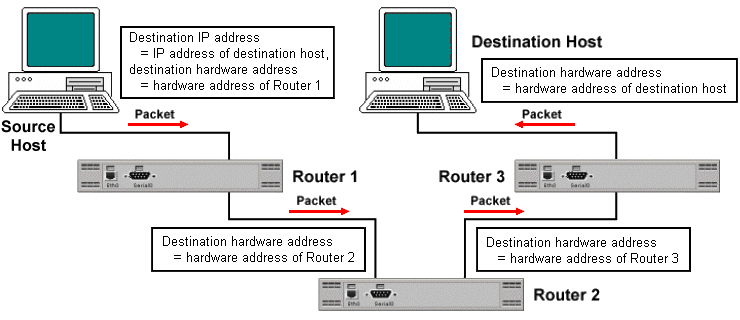 Destination IP address
= IP address of destination host,
destination hardware address
= hardware address of Router 1
Destination Host
Destination hardware address
= hardware address of destination host
Packet
Packet
Source
Host
Router 1
Router 3
Eth0
Serial0
Eth0
Serial0
Packet
Packet
Destination hardware address
= hardware address of Router 2
Destination hardware address
= hardware address of Router 3
Router 2
Eth0
Serial0